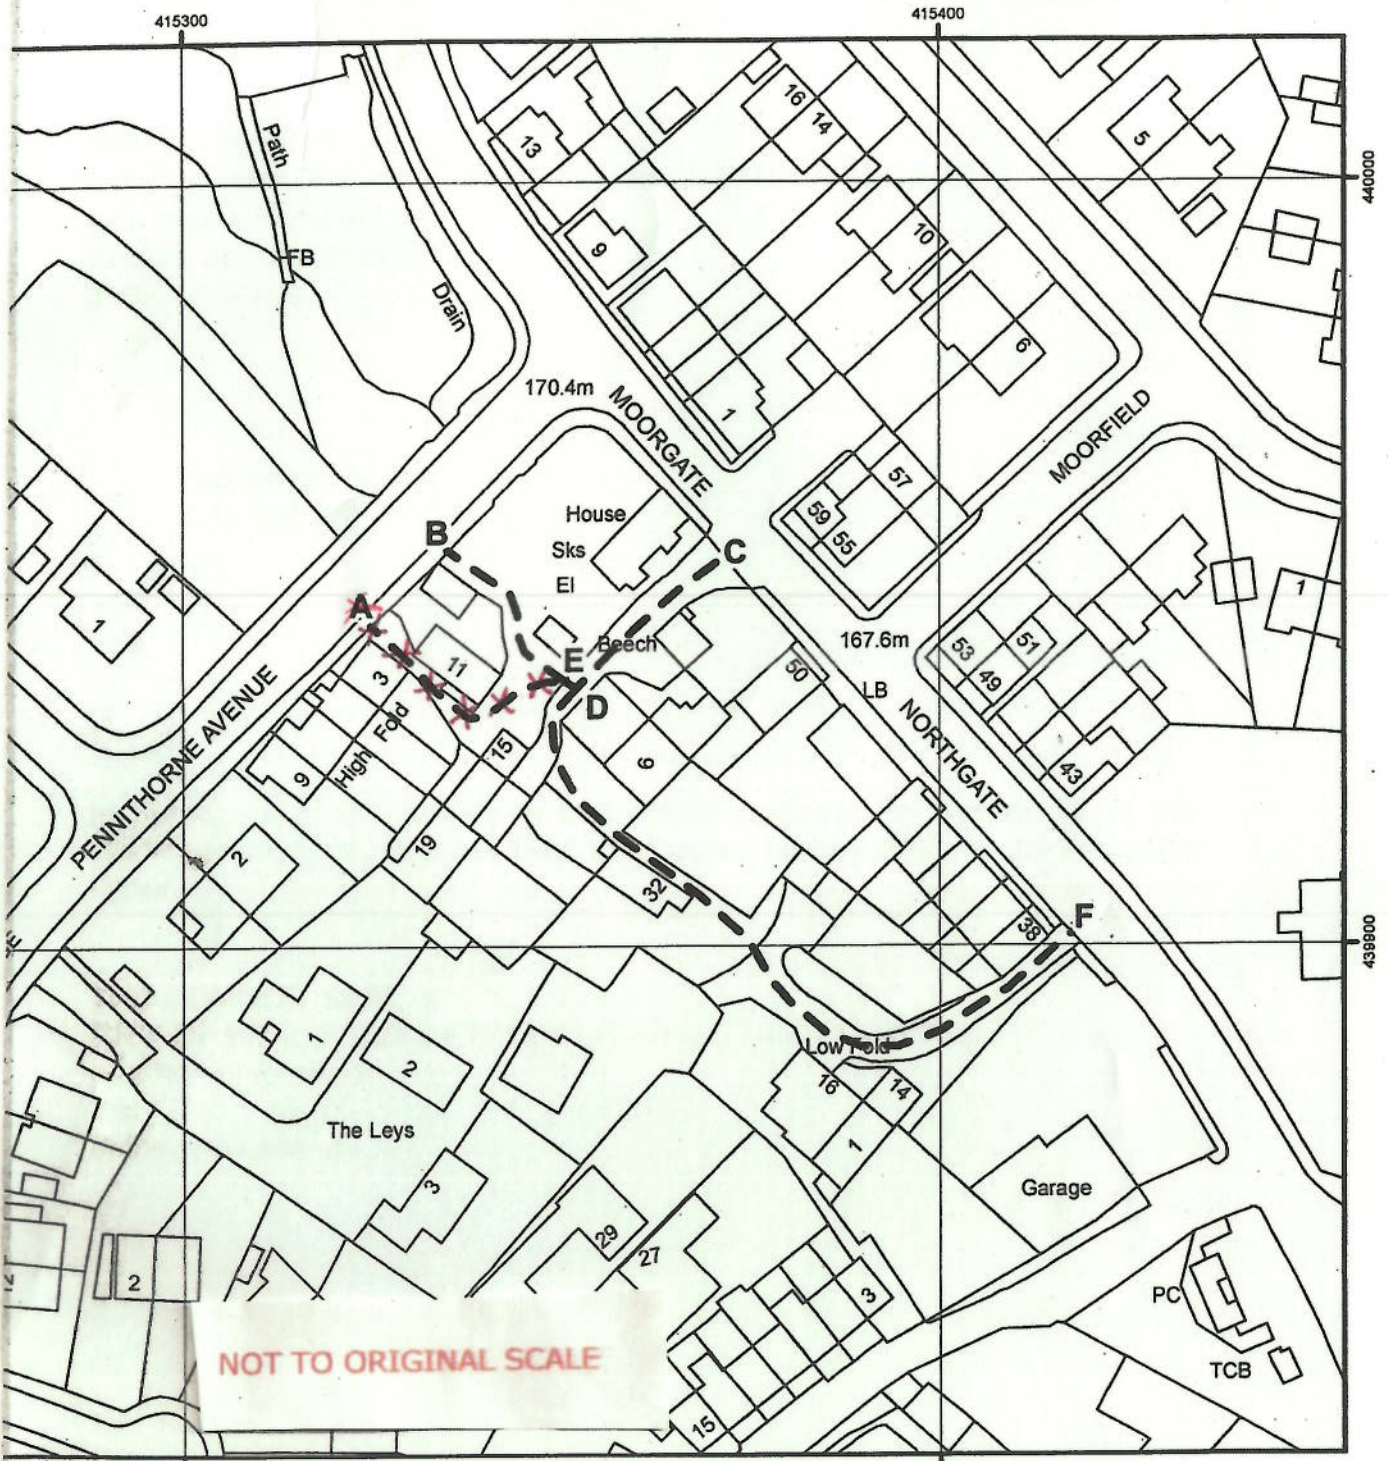 415300
415400
440000
439900
Path
FB
Drain
13
16
14
9
10
6
5
170.4m
MOORGATE
1
MOORFIELD
57
59
55
B
House
Sks
El
C
A
Beech
E
D
11
3
1
1
167.6m
53
51
49
50
LB
NORTHGATE
43
PENNITHORNE AVENUE
High Fold
9
15
6
19
2
32
38
F
Low Fold
16
14
1
1
2
The Leys
3
29
27
Garage
3
2
PC
TCB
15
NOT TO ORIGINAL SCALE